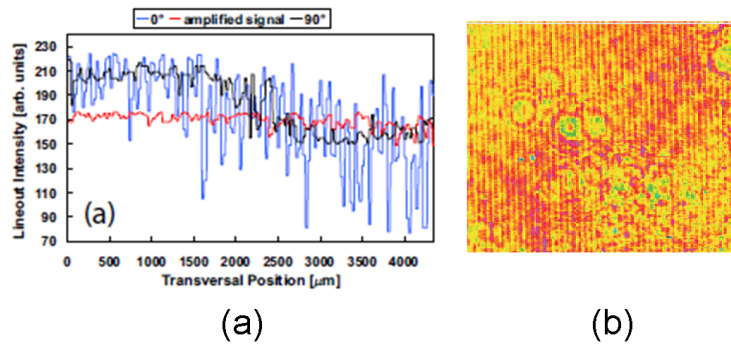 0° amplified signal 90°
Lineout Intensity [arb. units]
230
210
190
170
150
130
110
90
70
(a)
0 500 1000 1500 2000 2500 3000 3500 4000
Transversal Position [µm]
(a) (b)